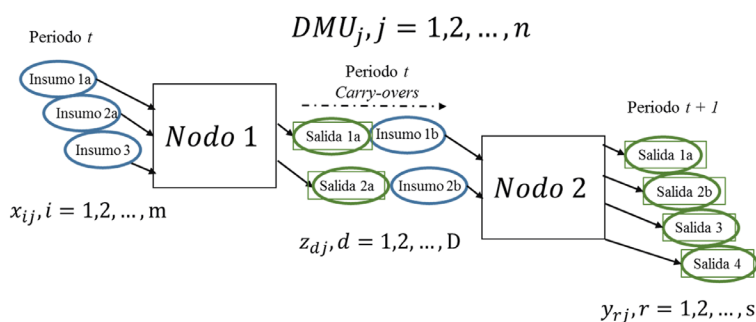 DMU_j, j = 1,2, ..., n
Periodo t
Insumo 1a
Insumo 2a
Insumo 3
x_ij, i = 1,2, ..., m
Nodo 1
Periodo t
Carry-overs
Salida 1a
Insumo 1b
Salida 2a
Insumo 2b
z_dj, d = 1,2, ..., D
Nodo 2
Periodo t + 1
Salida 1a
Salida 2b
Salida 3
Salida 4
y_rj, r = 1,2, ..., s